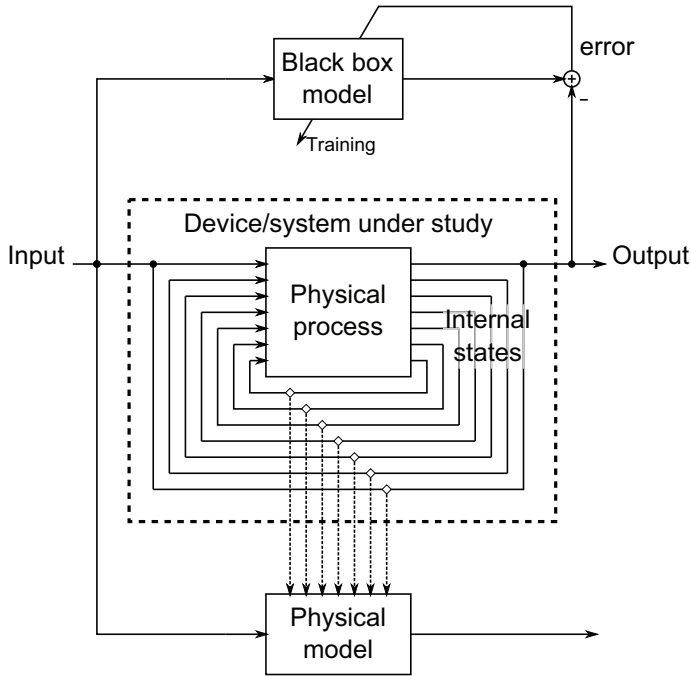 error
Black box
model
+
−
Training
Device/system under study
Input
Output
Physical
process
Internal
states
Physical
model